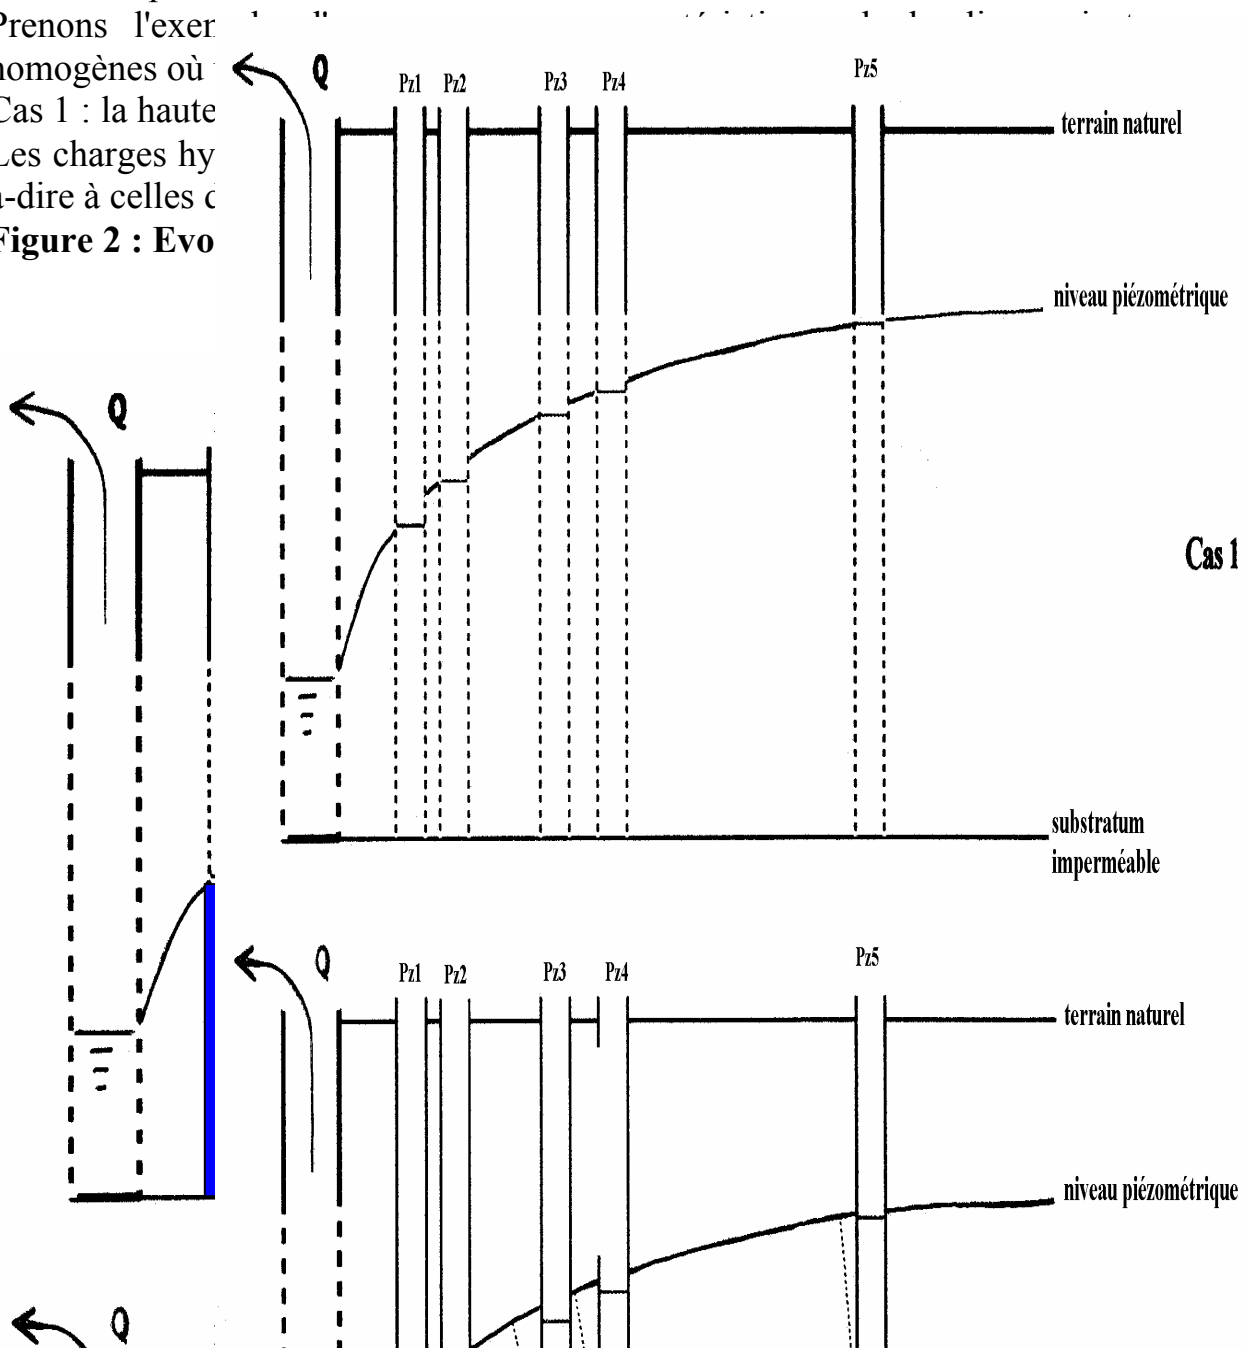 Prenons l'exem
homogènes où
Cas 1 : la haute
Les charges hy
à-dire à celles d
Figure 2 : Evo
Q
Pz1 Pz2 Pz3 Pz4 Pz5
terrain naturel
niveau piézométrique
Cas 1
substratum
imperméable
Q
Q
Pz1 Pz2 Pz3 Pz4 Pz5
terrain naturel
niveau piézométrique
Q